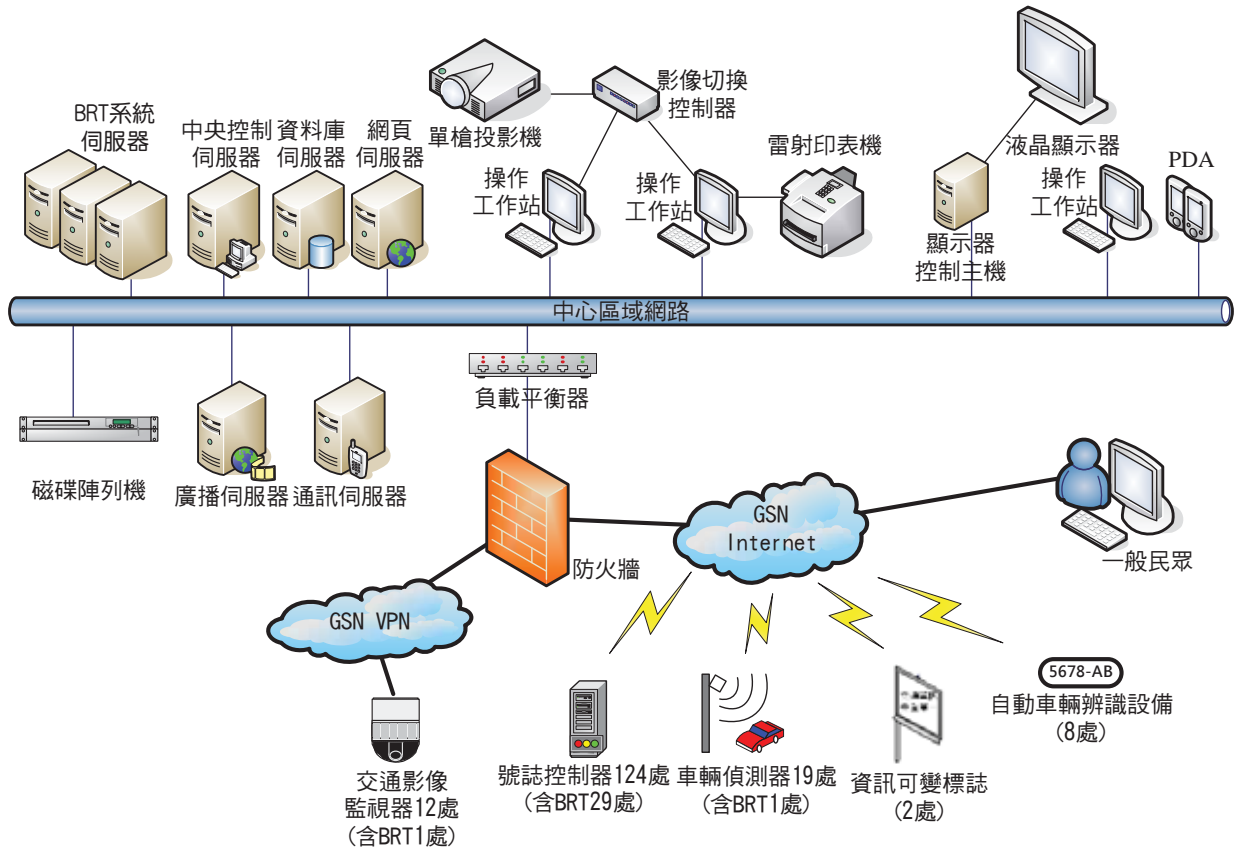 BRT系統
伺服器
中央控制
伺服器
資料庫
伺服器
網頁
伺服器
單槍投影機
影像切換
控制器
操作
工作站
操作
工作站
雷射印表機
液晶顯示器
顯示器
控制主機
操作
工作站
PDA
中心區域網路
磁碟陣列機
廣播伺服器
通訊伺服器
負載平衡器
防火牆
GSN
Internet
一般民眾
GSN VPN
交通影像
監視器12處
(含BRT1處)
號誌控制器124處
(含BRT29處)
車輛偵測器19處
(含BRT1處)
資訊可變標誌
(2處)
5678-AB
自動車輛辨識設備
(8處)